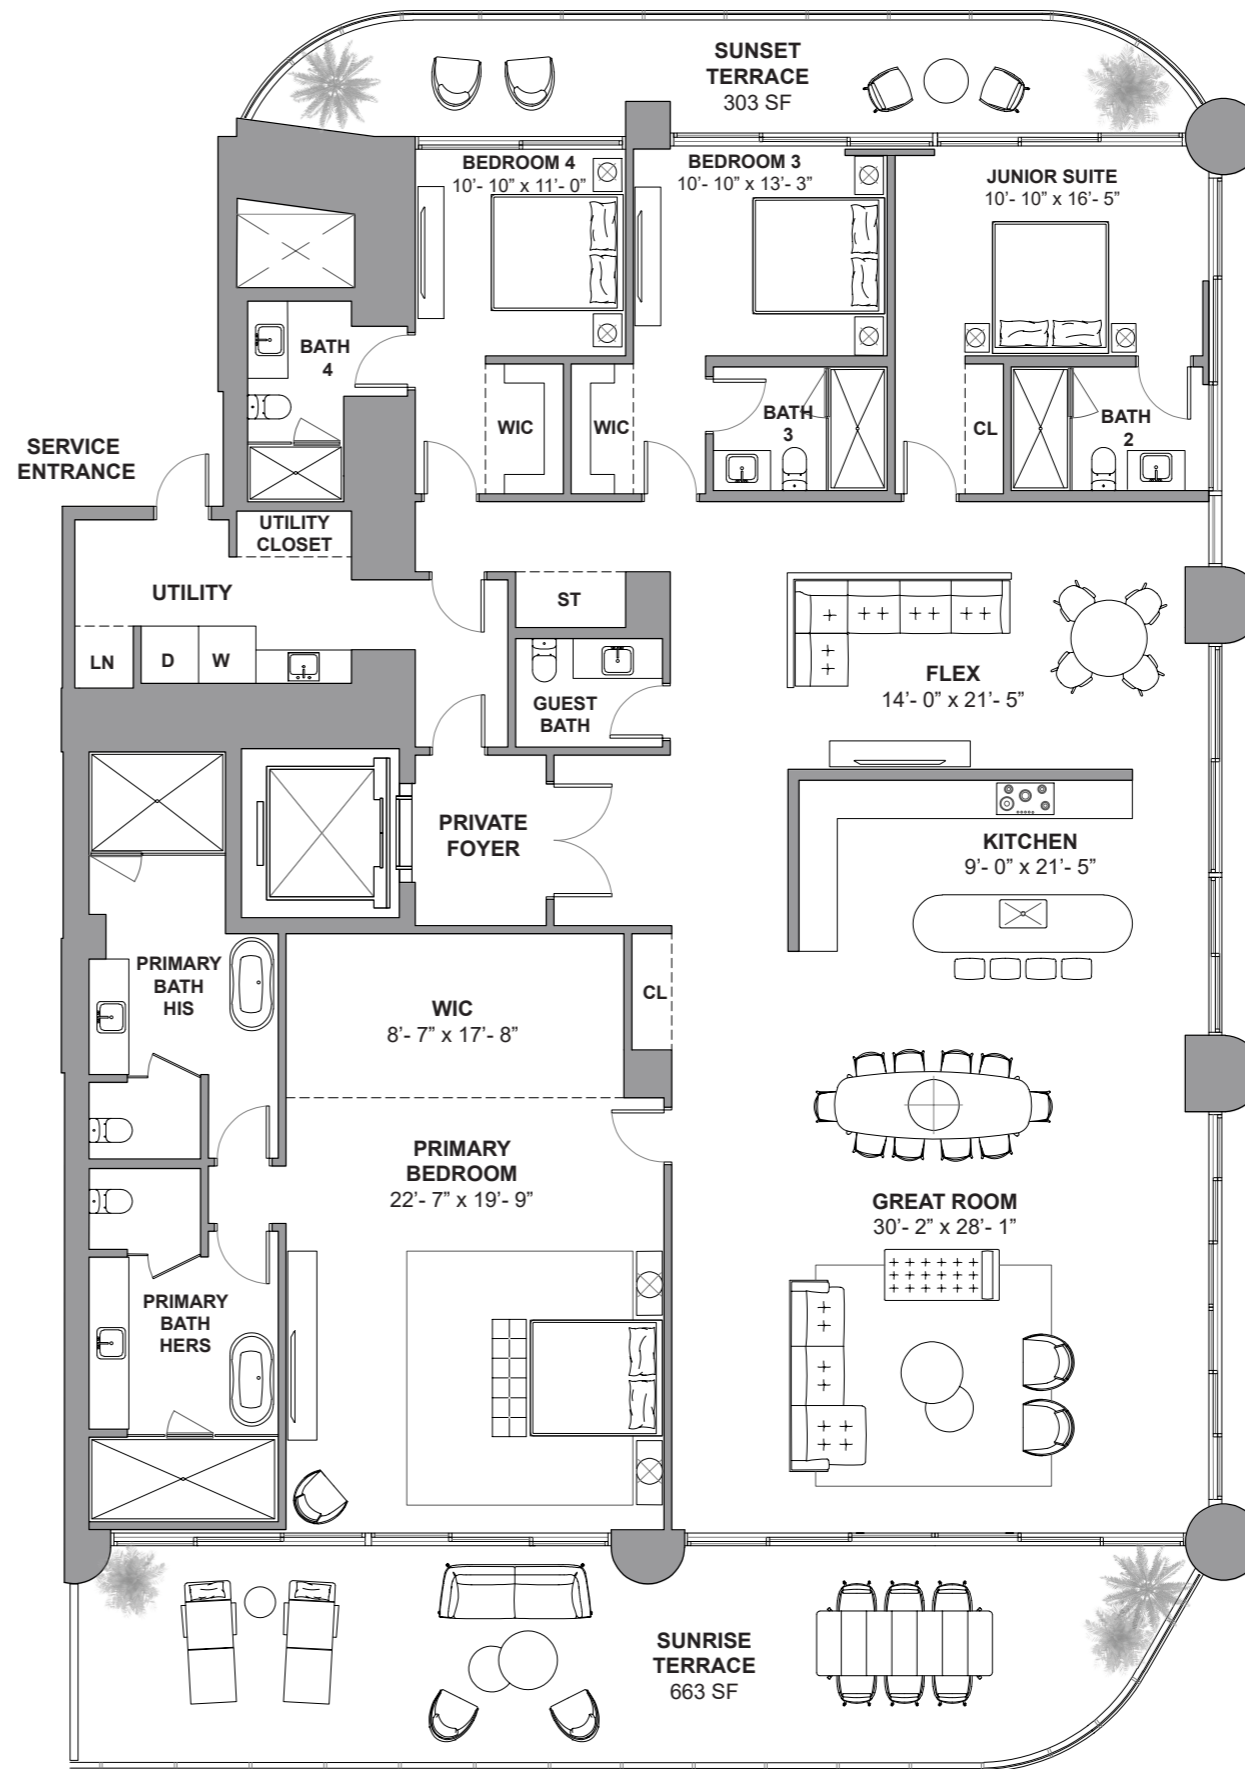 SUNSET
TERRACE
303 SF
BEDROOM 4
10'- 10” x 11'- 0”
BEDROOM 3
10'- 10” x 13'- 3”
JUNIOR SUITE
10'- 10” x 16'- 5”
BATH
4
WIC
WIC
BATH
3
CL
BATH
2
SERVICE
ENTRANCE
UTILITY
CLOSET
UTILITY
ST
LN
D
W
GUEST
BATH
FLEX
14'- 0” x 21'- 5”
PRIVATE
FOYER
KITCHEN
9'- 0” x 21'- 5”
PRIMARY
BATH
HIS
WIC
8'- 7” x 17'- 8”
CL
PRIMARY
BEDROOM
22'- 7” x 19'- 9”
GREAT ROOM
30'- 2” x 28'- 1”
PRIMARY
BATH
HERS
SUNRISE
TERRACE
663 SF